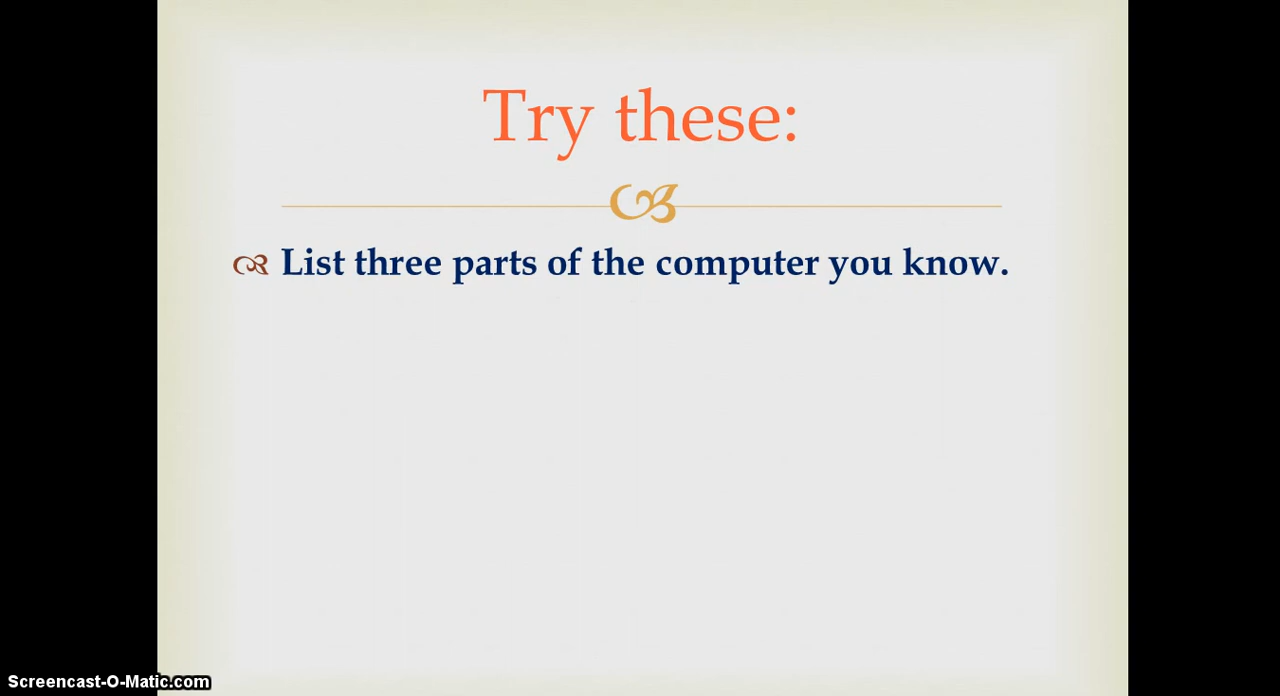 Try these:
List three parts of the computer you know.
Screencast-O-Matic.com